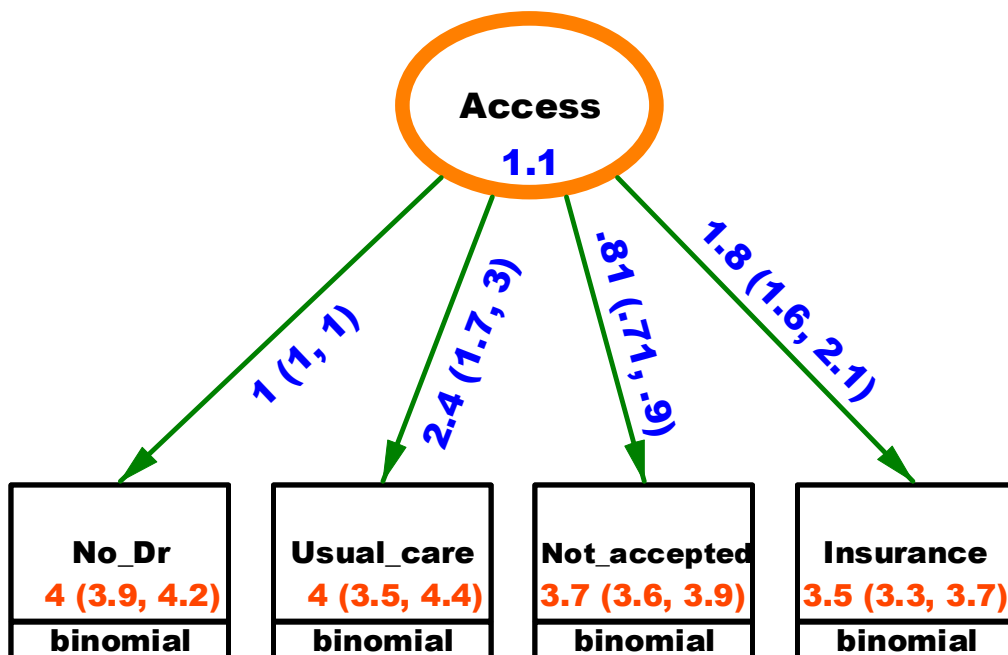 Access
1.1
1 (1, 1)
2.4 (1.7, 3)
.81 (.71, .9)
1.8 (1.6, 2.1)
No_Dr
4 (3.9, 4.2)
binomial
Usual_care
4 (3.5, 4.4)
binomial
Not_accepted
3.7 (3.6, 3.9)
binomial
Insurance
3.5 (3.3, 3.7)
binomial